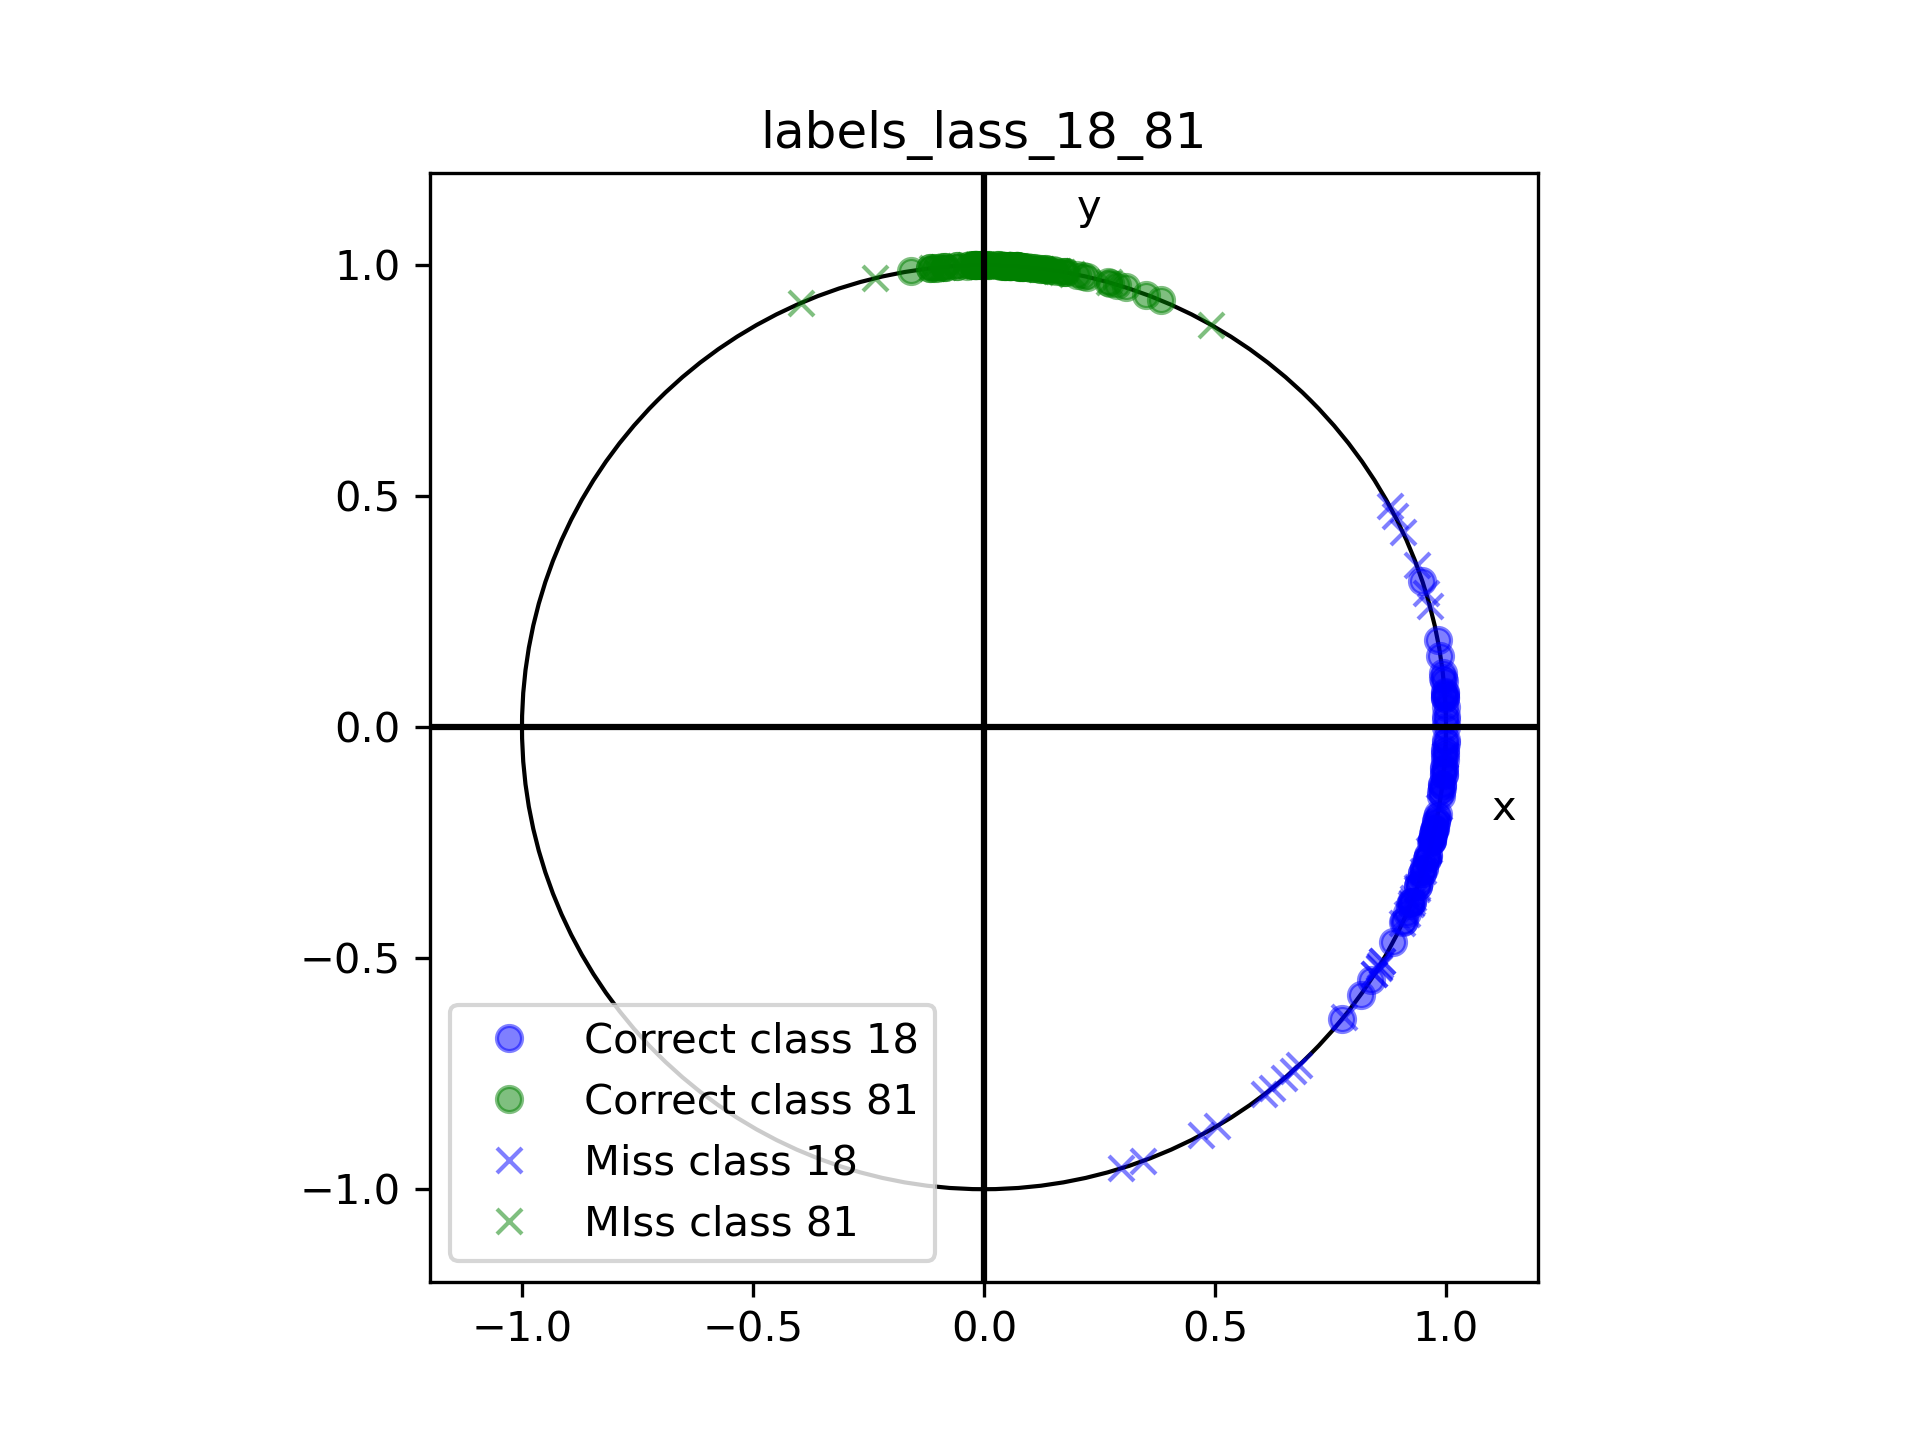 labels_lass_18_81
y
1.0
0.5
0.0
−0.5
−1.0
x
Correct class 18
Correct class 81
Miss class 18
MIss class 81
−1.0 −0.5 0.0 0.5 1.0